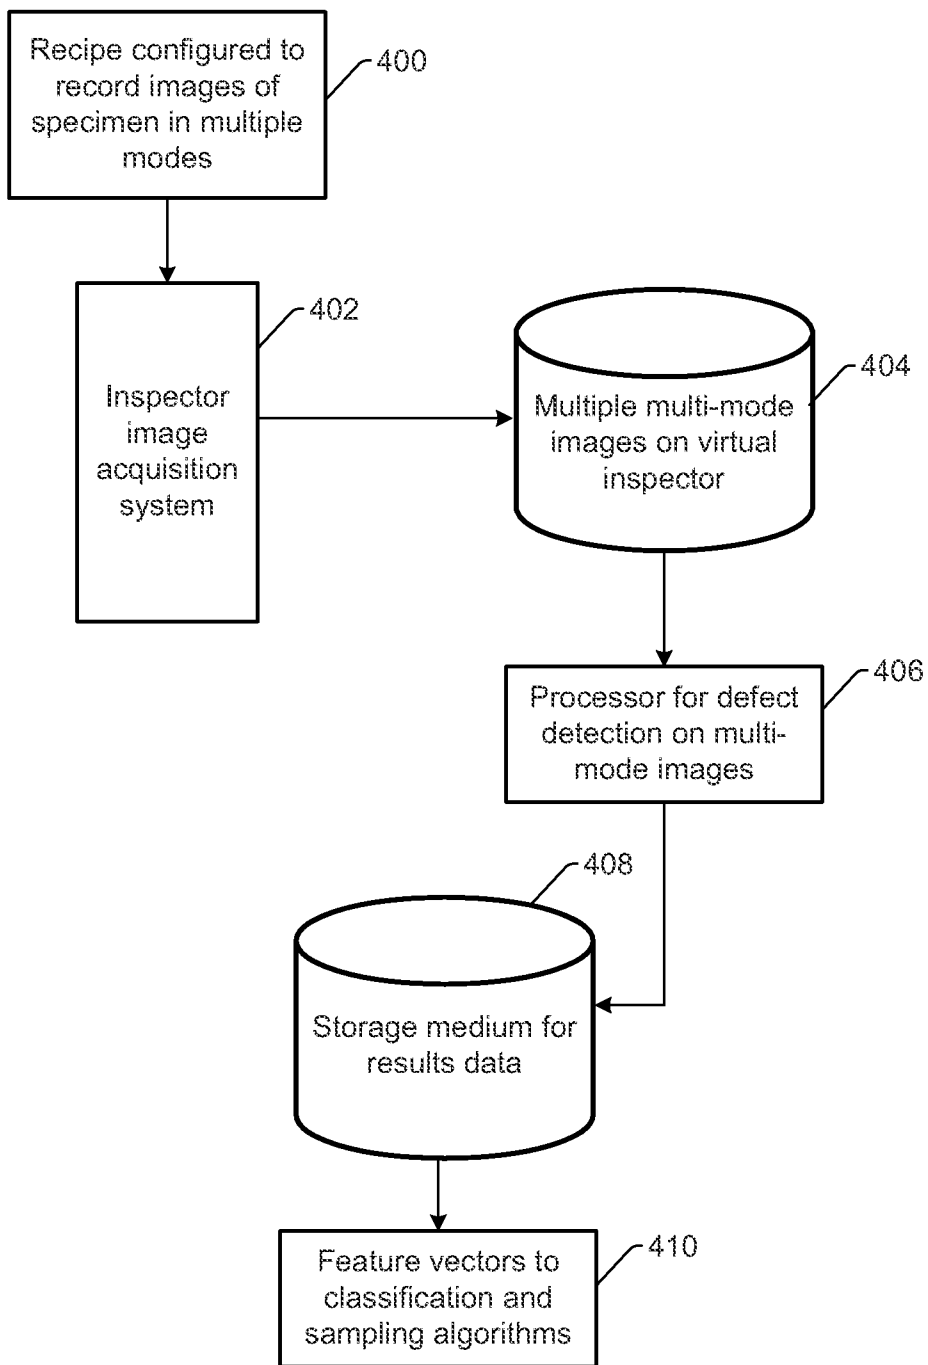 Recipe configured to
record images of
specimen in multiple
modes
400
Inspector
image
acquisition
system
402
Multiple multi-mode
images on virtual
inspector
404
Processor for defect
detection on multi-
mode images
406
Storage medium for
results data
408
Feature vectors to
classification and
sampling algorithms
410